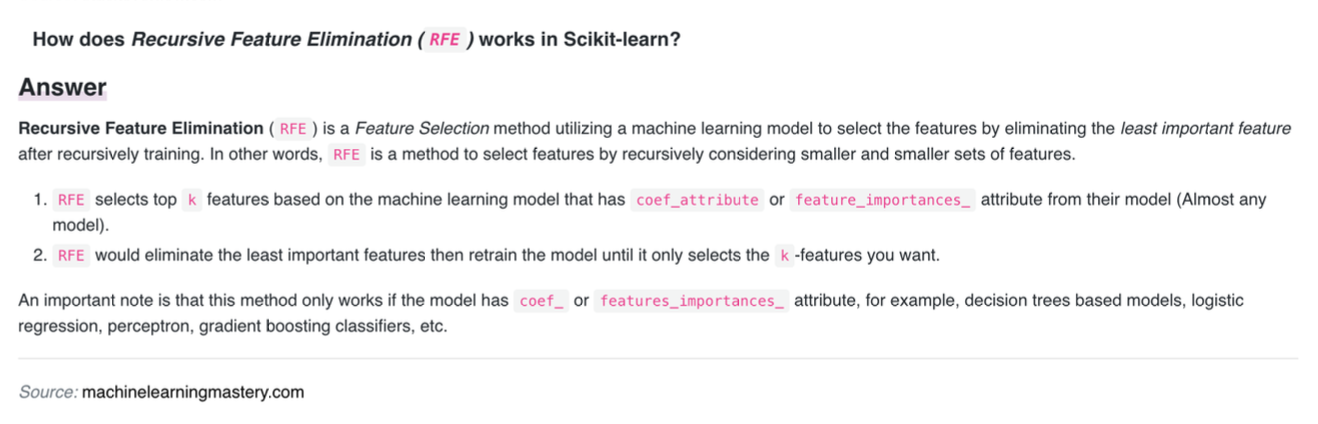 How does Recursive Feature Elimination ( RFE ) works in Scikit-learn?
Answer
Recursive Feature Elimination ( RFE ) is a Feature Selection method utilizing a machine learning model to select the features by eliminating the least important feature
after recursively training. In other words, RFE is a method to select features by recursively considering smaller and smaller sets of features.
1. RFE selects top k features based on the machine learning model that has coef_attribute or feature_importances_ attribute from their model (Almost any
model).
2. RFE would eliminate the least important features then retrain the model until it only selects the k -features you want.
An important note is that this method only works if the model has coef_ or features_importances_ attribute, for example, decision trees based models, logistic
regression, perceptron, gradient boosting classifiers, etc.
Source: machinelearningmastery.com